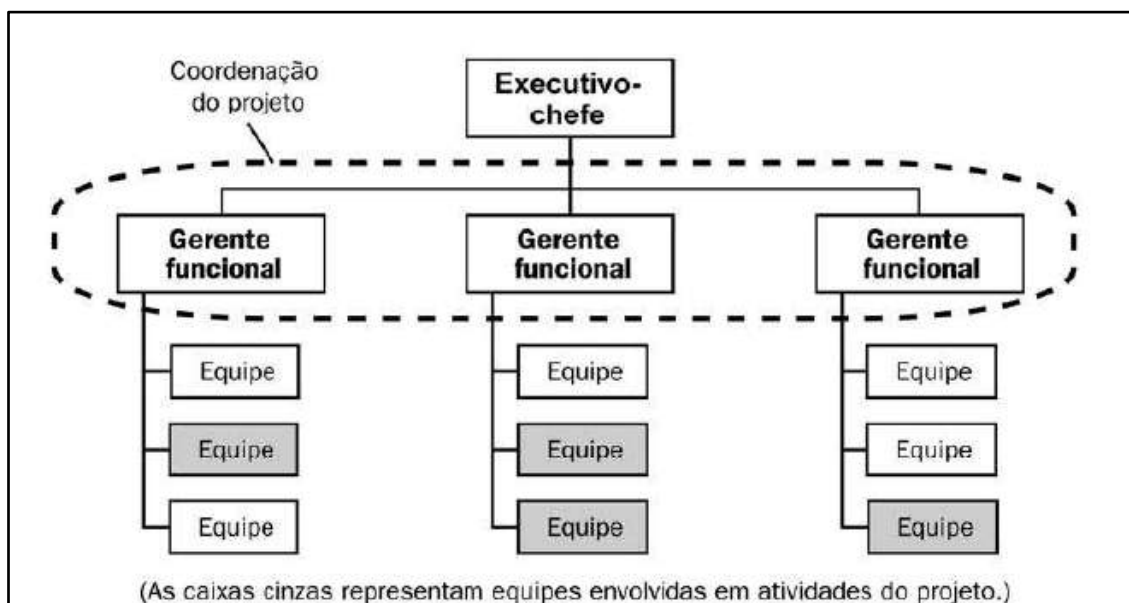 Coordenação
do projeto
Executivo-
chefe
Gerente
funcional
Gerente
funcional
Gerente
funcional
Equipe
Equipe
Equipe
Equipe
Equipe
Equipe
Equipe
Equipe
Equipe
(As caixas cinzas representam equipes envolvidas em atividades do projeto.)